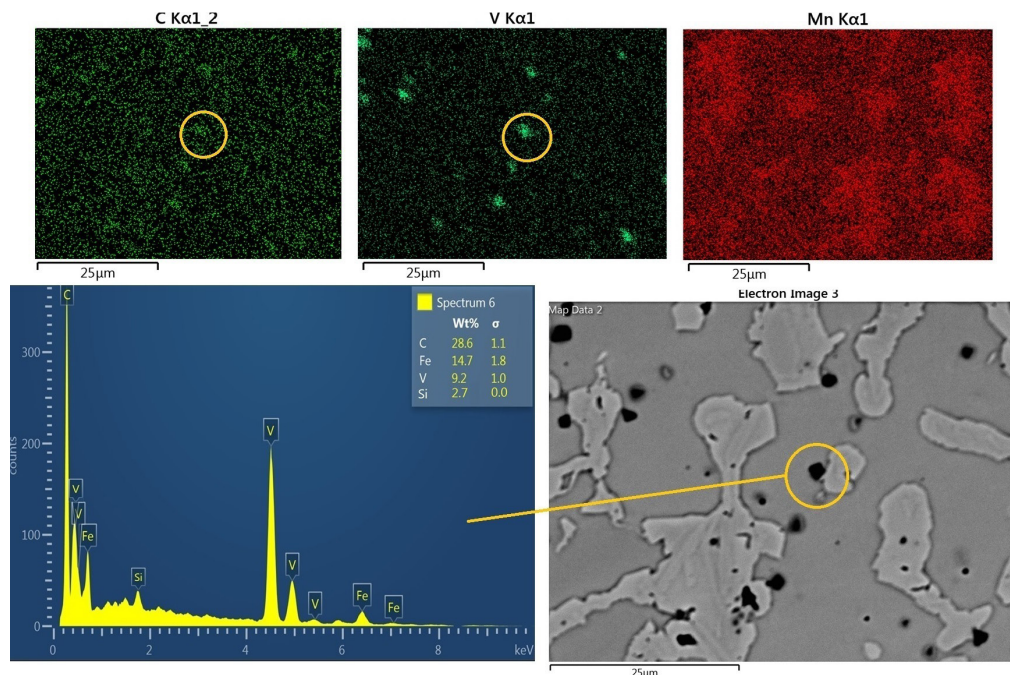 C Kα1_2
V Kα1
Mn Kα1
25μm
25μm
25μm
Electron Image 3
Map Data 2
C
V
V
Fe
Si
V
V
V
Fe
Fe
Spectrum 6
Wt% σ
C 28.6 1.1
Fe 14.7 1.8
V 9.2 1.0
Si 2.7 0.0
300
200
100
0
counts
0 2 4 6 8 keV
25μm